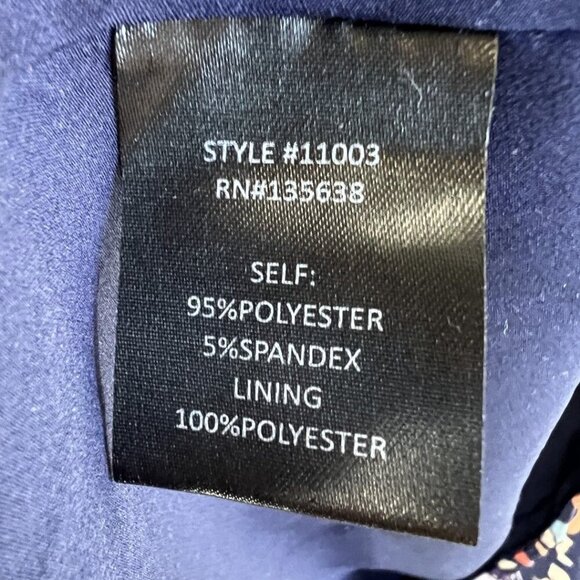 STYLE #11003
RN#135638
SELF:
95%POLYESTER
5%SPANDEX
LINING
100%POLYESTER